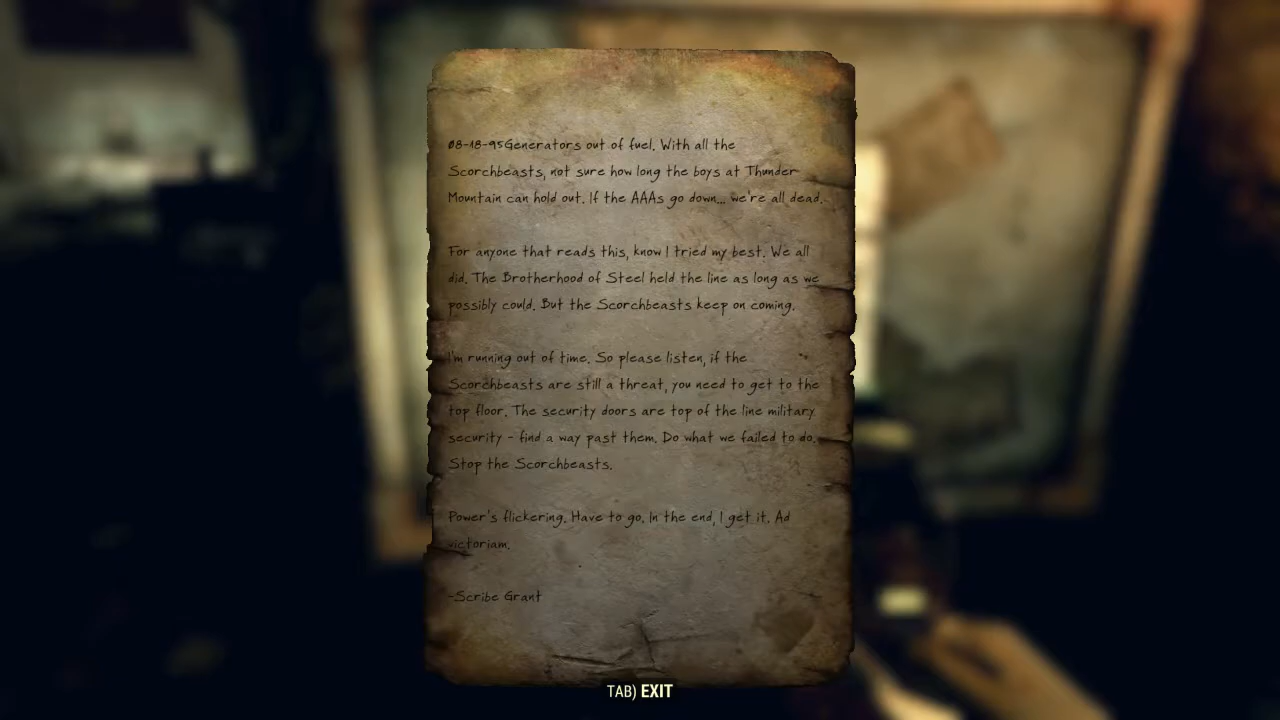 08-18-95Generators out of fuel. With all the
Scorchbeasts, not sure how long the boys at Thunder
Mountain can hold out. If the AAAs go down... we're all dead.
For anyone that reads this, know I tried my best. We all
did. The Brotherhood of Steel held the line as long as we
possibly could. But the Scorchbeasts keep on coming.
I'm running out of time. So please listen, if the
Scorchbeasts are still a threat, you need to get to the
top floor. The security doors are top of the line military
security - find a way past them. Do what we failed to do.
Stop the Scorchbeasts.
Power's flickering. Have to go. In the end, I get it. Ad
victoriam.
-Scribe Grant
TAB) EXIT